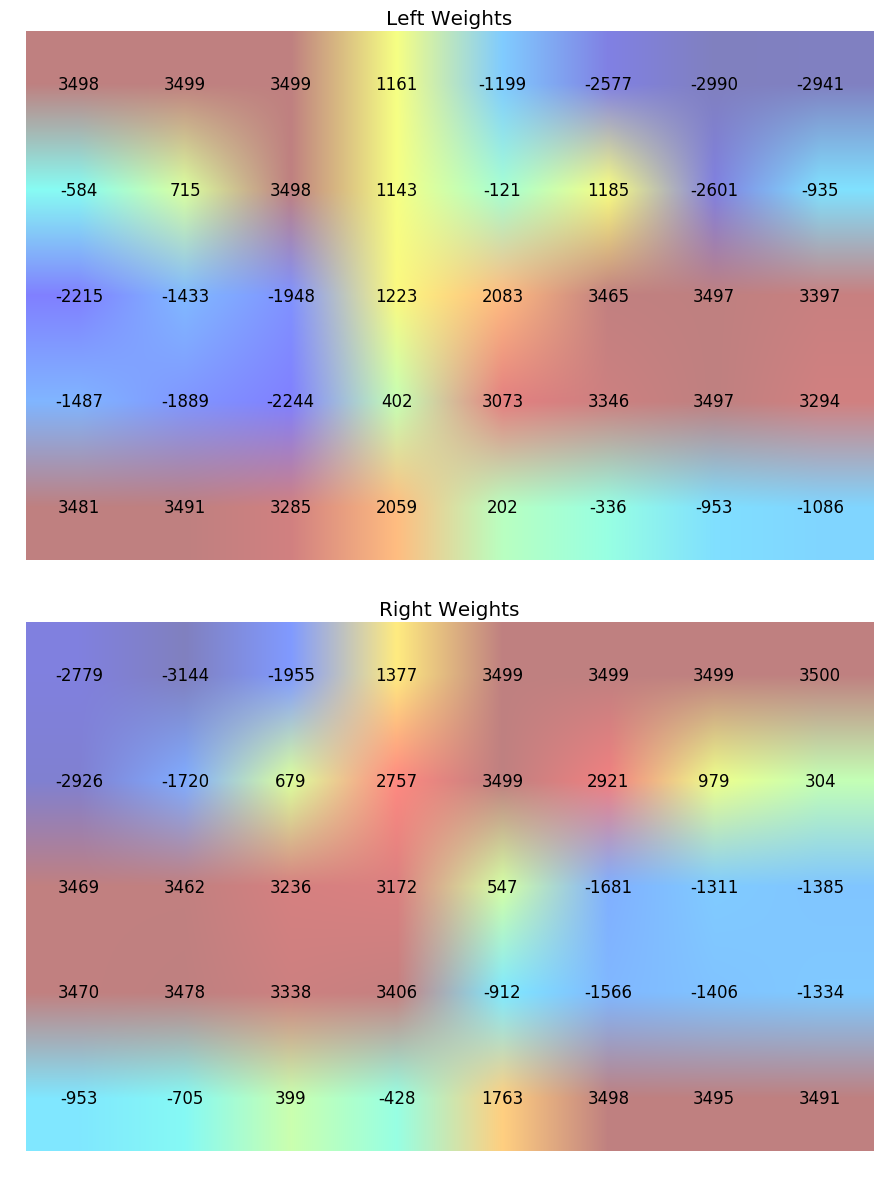 Left Weights
3498 3499 3499 1161 -1199 -2577 -2990 -2941
-584 715 3498 1143 -121 1185 -2601 -935
-2215 -1433 -1948 1223 2083 3465 3497 3397
-1487 -1889 -2244 402 3073 3346 3497 3294
3481 3491 3285 2059 202 -336 -953 -1086
Right Weights
-2779 -3144 -1955 1377 3499 3499 3499 3500
-2926 -1720 679 2757 3499 2921 979 304
3469 3462 3236 3172 547 -1681 -1311 -1385
3470 3478 3338 3406 -912 -1566 -1406 -1334
-953 -705 399 -428 1763 3498 3495 3491